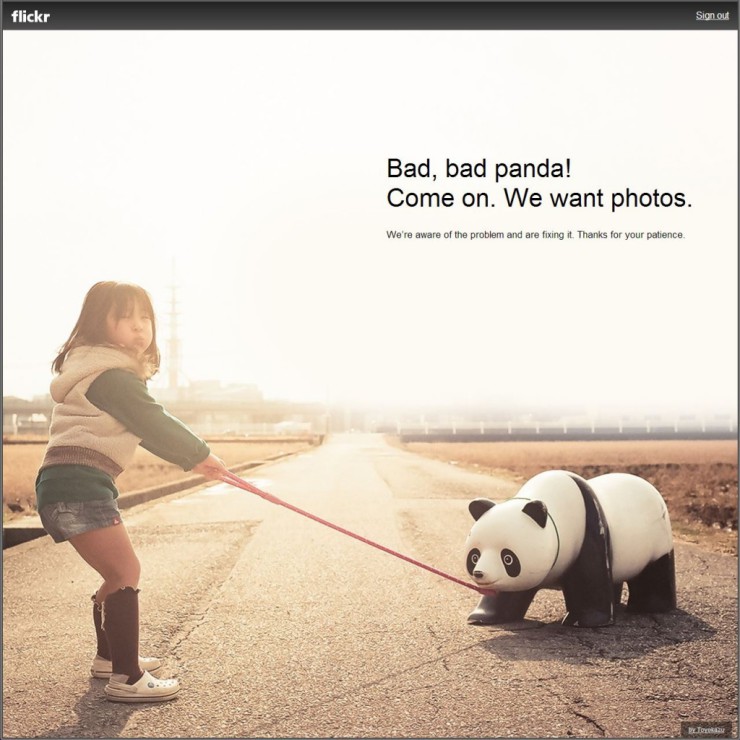 flickr
Sign out
Bad, bad panda!
Come on. We want photos.
We're aware of the problem and are fixing it. Thanks for your patience.
by Toyokazu